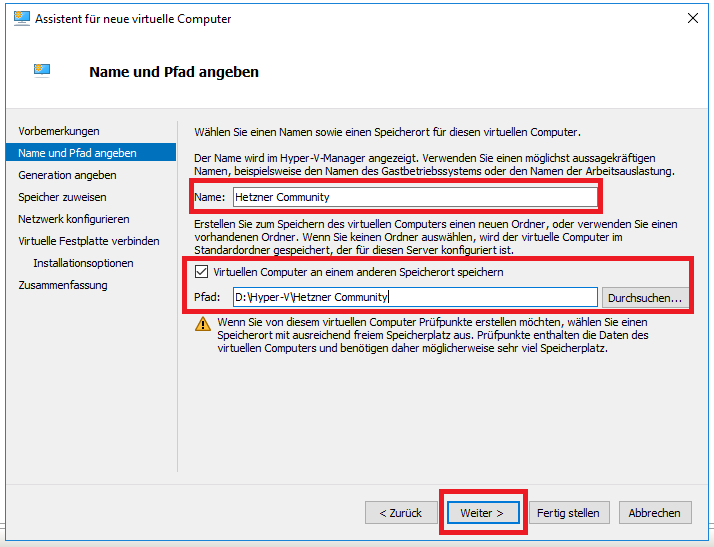 Assistent für neue virtuelle Computer
Name und Pfad angeben
Vorbemerkungen
Name und Pfad angeben
Generation angeben
Speicher zuweisen
Netzwerk konfigurieren
Virtuelle Festplatte verbinden
Installationsoptionen
Zusammenfassung
Wählen Sie einen Namen sowie einen Speicherort für diesen virtuellen Computer.
Der Name wird im Hyper-V-Manager angezeigt. Verwenden Sie einen möglichst aussagekräftigen
Namen, beispielsweise den Namen des Gastbetriebssystems oder den Namen der Arbeitsauslastung.
Name: Hetzner Community
Erstellen Sie zum Speichern des virtuellen Computers einen neuen Ordner, oder verwenden Sie einen
vorhandenen Ordner. Wenn Sie keinen Ordner auswählen, wird der virtuelle Computer im
Standardordner gespeichert, der für diesen Server konfiguriert ist.
Virtuellen Computer an einem anderen Speicherort speichern
Pfad: D:\Hyper-V\Hetzner Community Durchsuchen...
Wenn Sie von diesem virtuellen Computer Prüfpunkte erstellen möchten, wählen Sie einen
Speicherort mit ausreichend freiem Speicherplatz aus. Prüfpunkte enthalten die Daten des
virtuellen Computers und benötigen daher möglicherweise sehr viel Speicherplatz.
< Zurück Weiter > Fertig stellen Abbrechen